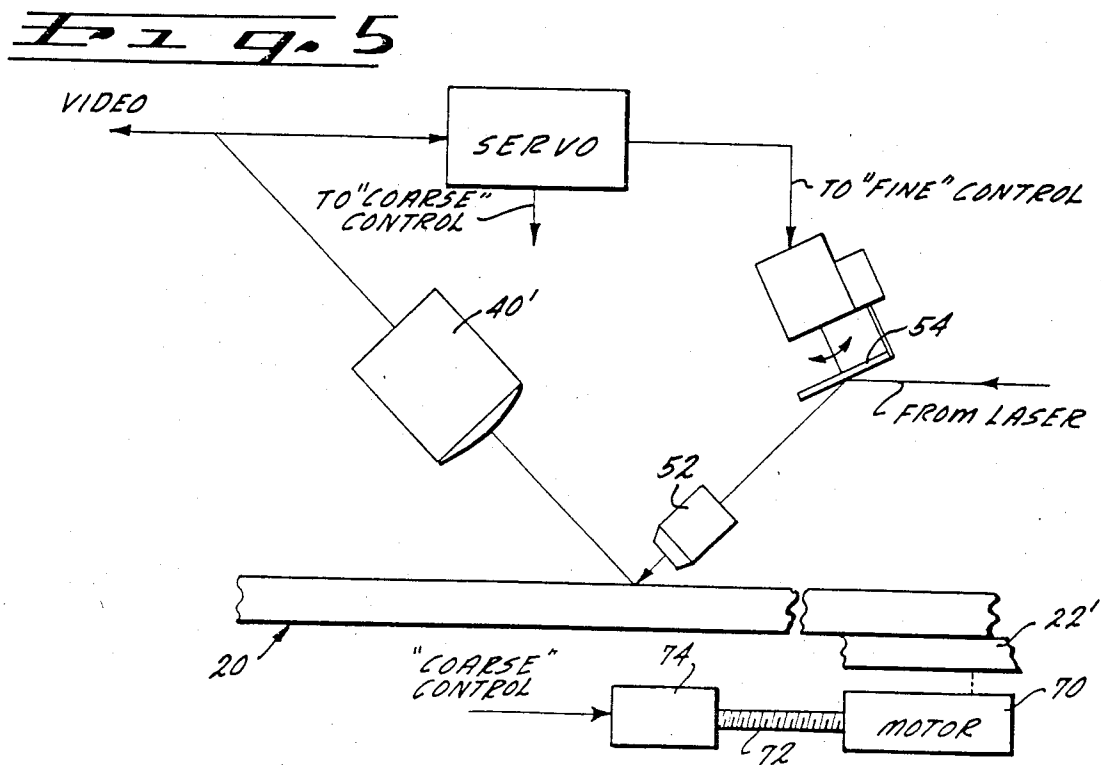 Fig. 5
VIDEO
SERVO
TO "COARSE"
CONTROL
TO "FINE" CONTROL
40'
54
FROM LASER
52
20
22'
"COARSE"
CONTROL
74
70
MOTOR
72